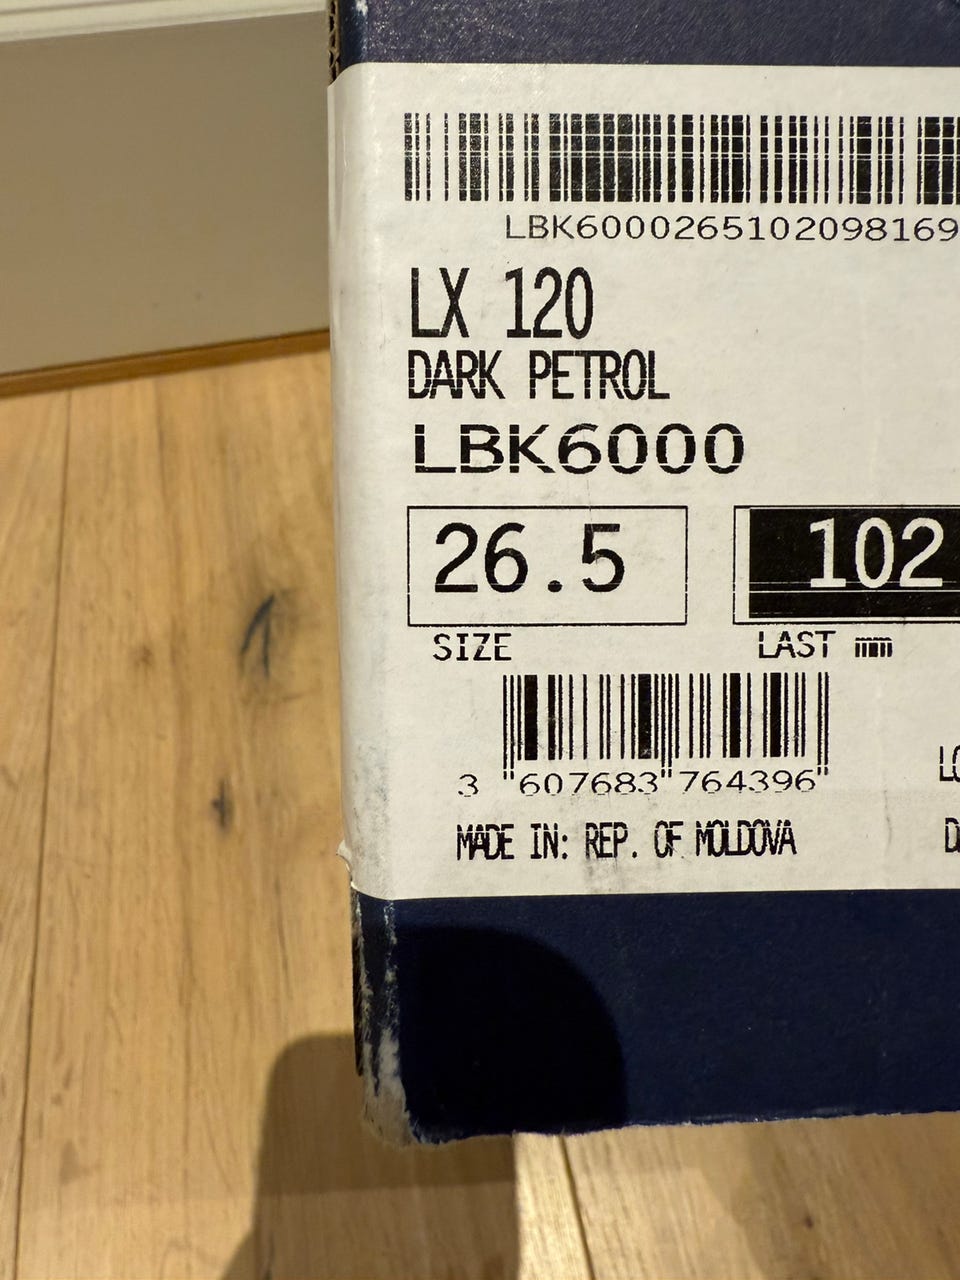 LBK6000265102098169
LX 120
DARK PETROL
LBK6000
26.5 102
SIZE LAST mm
3 "607683"764396"
MADE IN: REP. OF MOLDOVA